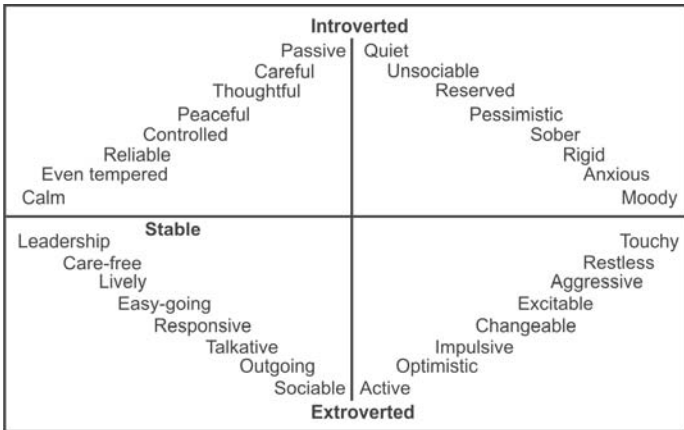 Introverted
Passive Quiet
Careful Unsociable
Thoughtful Reserved
Peaceful Pessimistic
Controlled Sober
Reliable Rigid
Even tempered Anxious
Calm Moody
Stable
Leadership Touchy
Care-free Restless
Lively Aggressive
Easy-going Excitable
Responsive Changeable
Talkative Impulsive
Outgoing Optimistic
Sociable Active
Extroverted